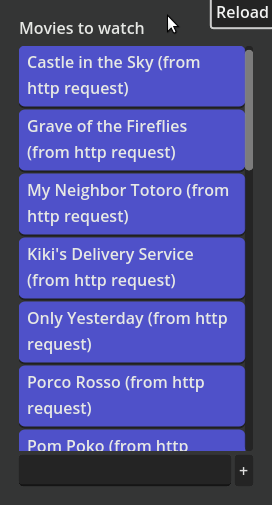 Reload
Movies to watch
Castle in the Sky (from
http request)
Grave of the Fireflies
(from http request)
My Neighbor Totoro (from
http request)
Kiki's Delivery Service
(from http request)
Only Yesterday (from http
request)
Porco Rosso (from http
request)
Pom Poko (from http
+